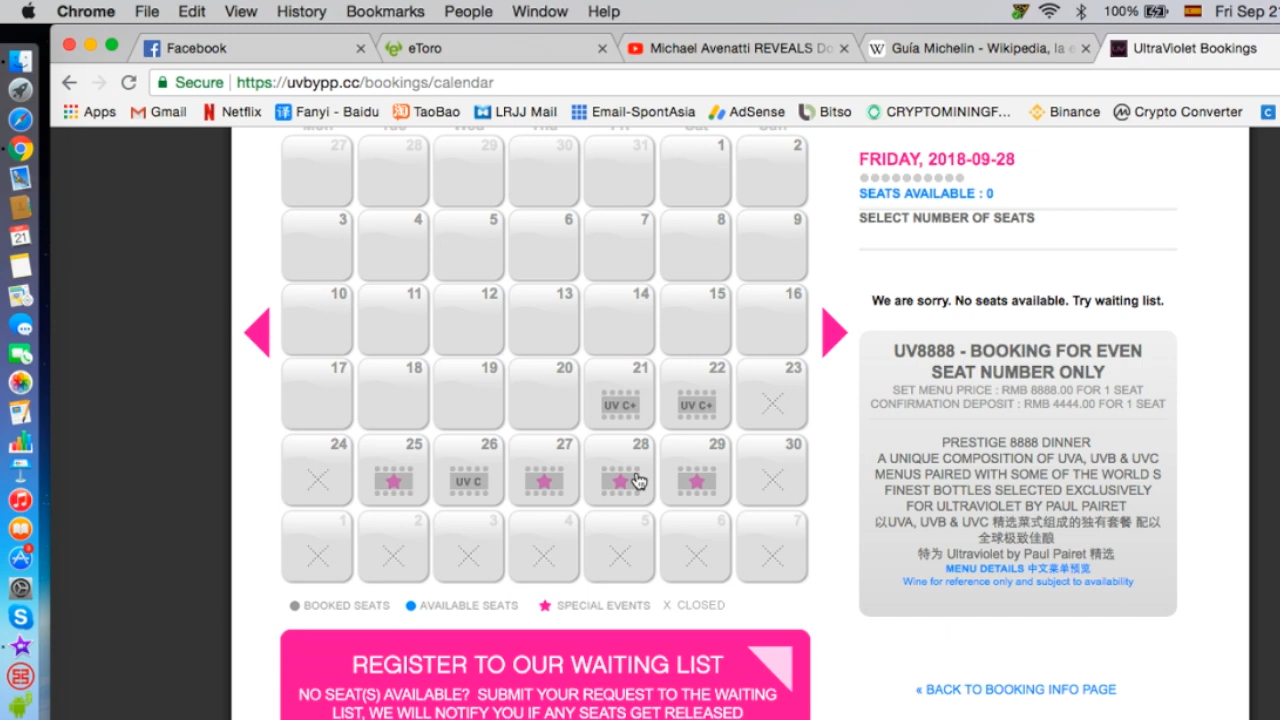 Chrome File Edit View History Bookmarks People Window Help 100% Fri Sep 21
Facebook eToro Michael Avenatti REVEALS Do Guía Michelin - Wikipedia, la e UltraViolet Bookings
Secure https://uvbypp.cc/bookings/calendar
Apps Gmail Netflix Fanyi - Baidu TaoBao LRJJ Mail Email-SpontAsia AdSense Bitso CRYPTOMININGF... Binance Crypto Converter
27 28 29 30 31 1 2
3 4 5 6 7 8 9
10 11 12 13 14 15 16
17 18 19 20 21 22 23
UV C+ UV C+
24 25 26 27 28 29 30
UV C
1 2 3 4 5 6 7
BOOKED SEATS AVAILABLE SEATS SPECIAL EVENTS X CLOSED
REGISTER TO OUR WAITING LIST
NO SEAT(S) AVAILABLE? SUBMIT YOUR REQUEST TO THE WAITING
LIST, WE WILL NOTIFY YOU IF ANY SEATS GET RELEASED
FRIDAY, 2018-09-28
SEATS AVAILABLE : 0
SELECT NUMBER OF SEATS
We are sorry. No seats available. Try waiting list.
UV8888 - BOOKING FOR EVEN
SEAT NUMBER ONLY
SET MENU PRICE : RMB 8888.00 FOR 1 SEAT
CONFIRMATION DEPOSIT : RMB 4444.00 FOR 1 SEAT
PRESTIGE 8888 DINNER
A UNIQUE COMPOSITION OF UVA, UVB & UVC
MENUS PAIRED WITH SOME OF THE WORLD S
FINEST BOTTLES SELECTED EXCLUSIVELY
FOR ULTRAVIOLET BY PAUL PAIRET
以UVA, UVB & UVC 精选菜式组成的独有套餐 配以
全球极致佳酿
特为 Ultraviolet by Paul Pairet 精选
MENU DETAILS 中文菜单预览
Wine for reference only and subject to availability
« BACK TO BOOKING INFO PAGE